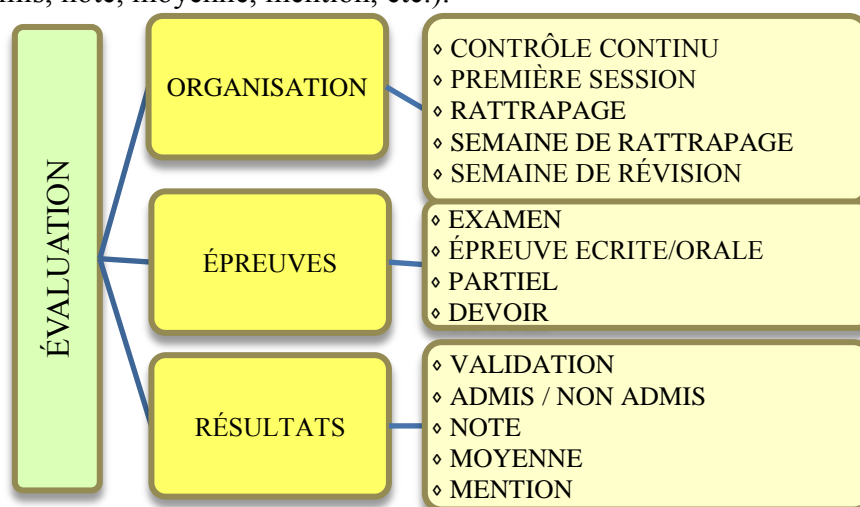 mis, note, moyenne, mention, etc.).
ÉVALUATION
ORGANISATION
◊ CONTRÔLE CONTINU
◊ PREMIÈRE SESSION
◊ RATTRAPAGE
◊ SEMAINE DE RATTRAPAGE
◊ SEMAINE DE RÉVISION
ÉPREUVES
◊ EXAMEN
◊ ÉPREUVE ECRITE/ORALE
◊ PARTIEL
◊ DEVOIR
RÉSULTATS
◊ VALIDATION
◊ ADMIS / NON ADMIS
◊ NOTE
◊ MOYENNE
◊ MENTION